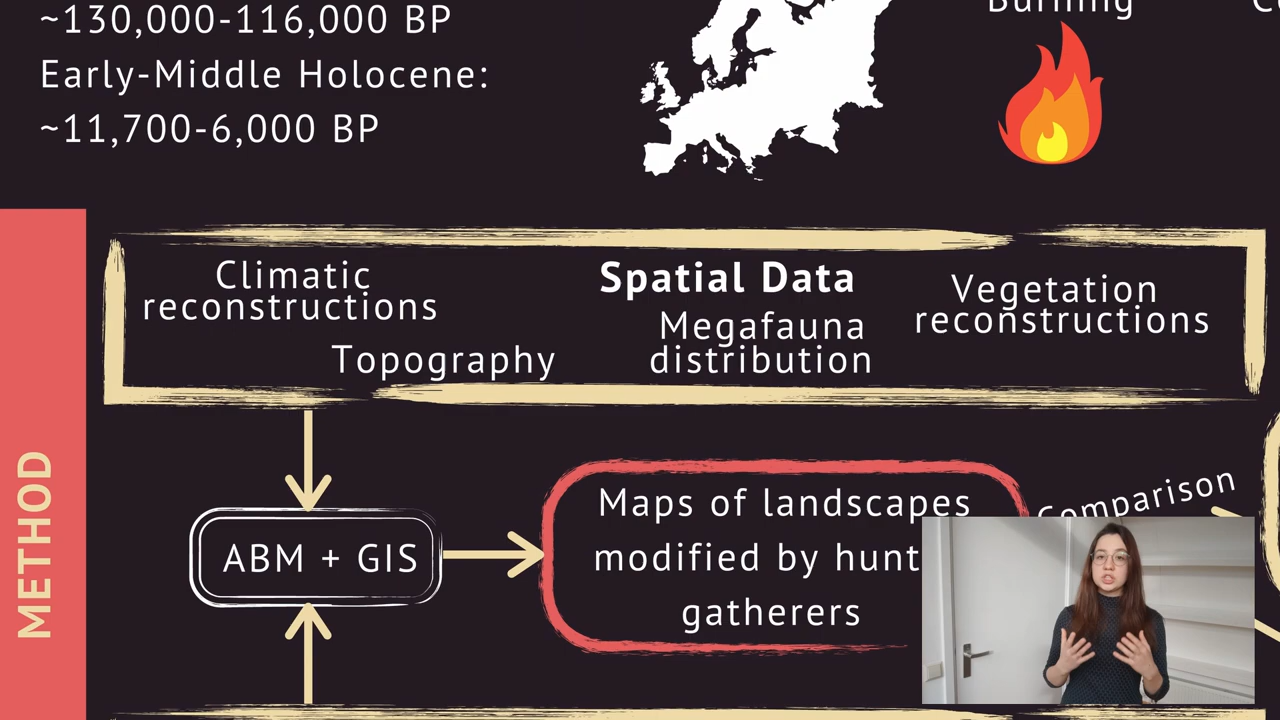 ~130,000-116,000 BP
Early-Middle Holocene:
~11,700-6,000 BP
Burning
METHOD
Climatic
reconstructions
Topography
Spatial Data
Megafauna
distribution
Vegetation
reconstructions
ABM + GIS
Maps of landscapes
modified by hunt
gatherers
Comparison